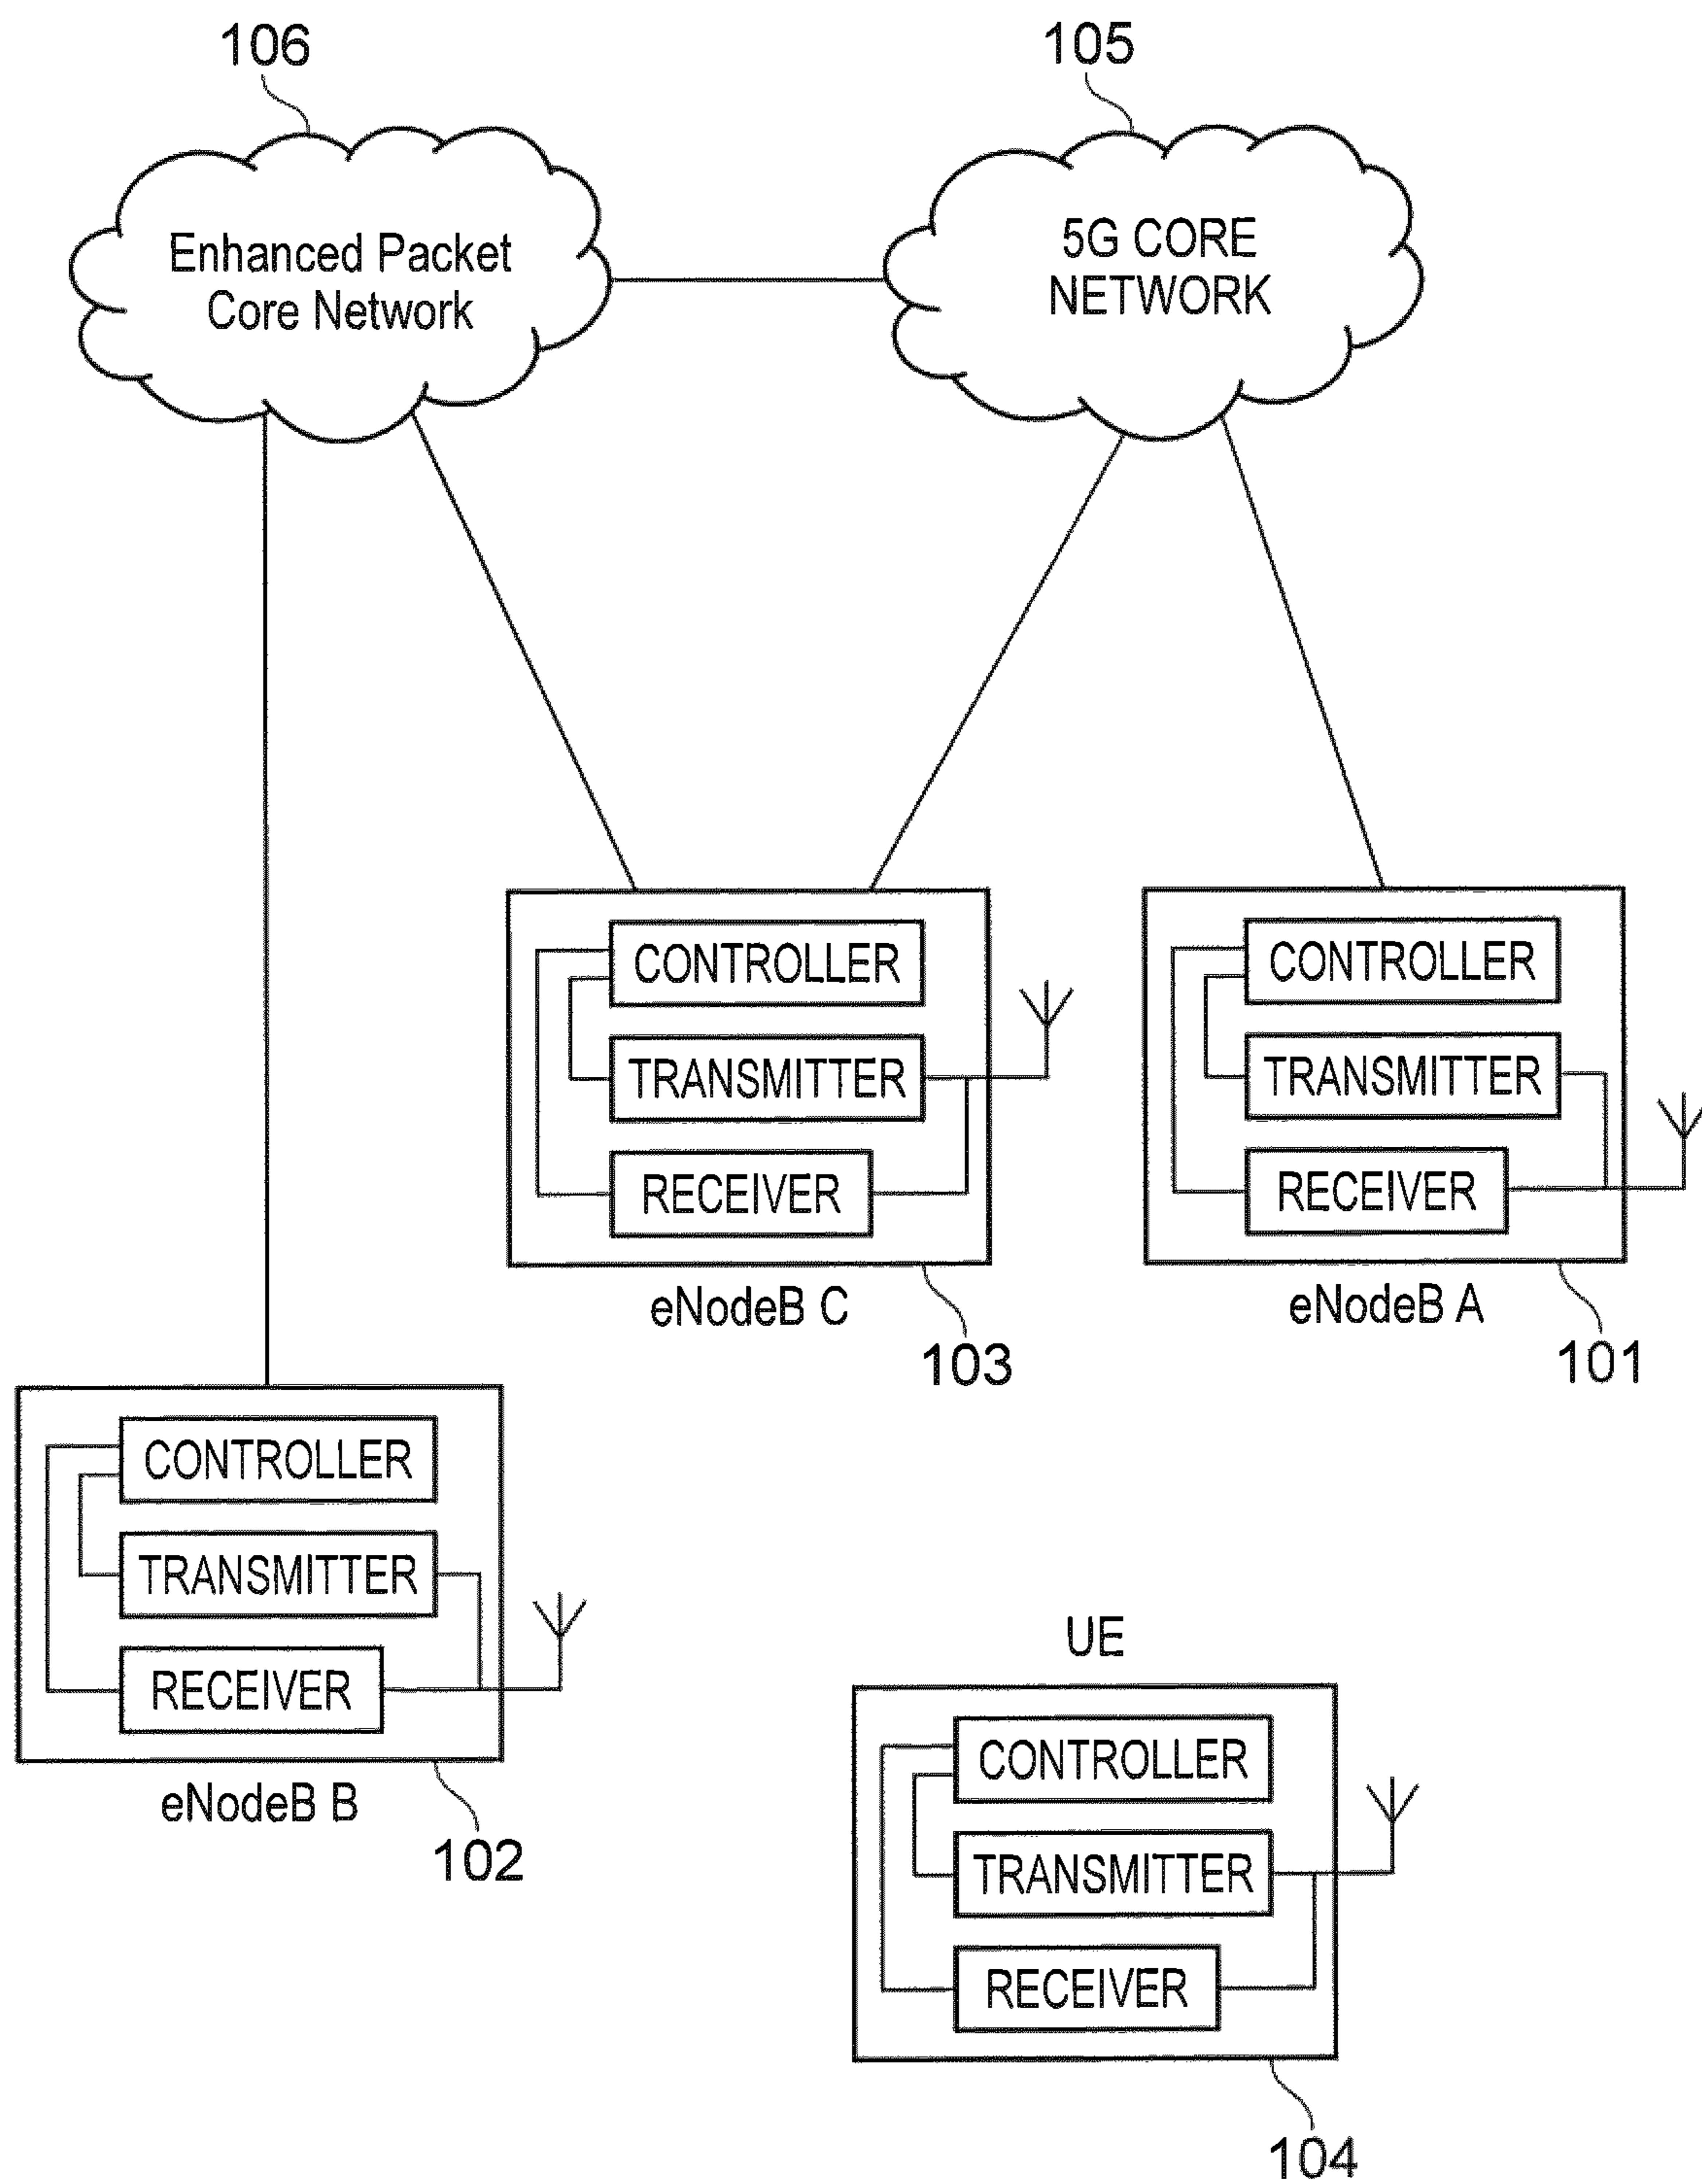 106
105
Enhanced Packet
Core Network
5G CORE
NETWORK
CONTROLLER
TRANSMITTER
RECEIVER
eNodeB C
103
CONTROLLER
TRANSMITTER
RECEIVER
eNodeB A
101
CONTROLLER
TRANSMITTER
RECEIVER
eNodeB B
102
UE
CONTROLLER
TRANSMITTER
RECEIVER
104